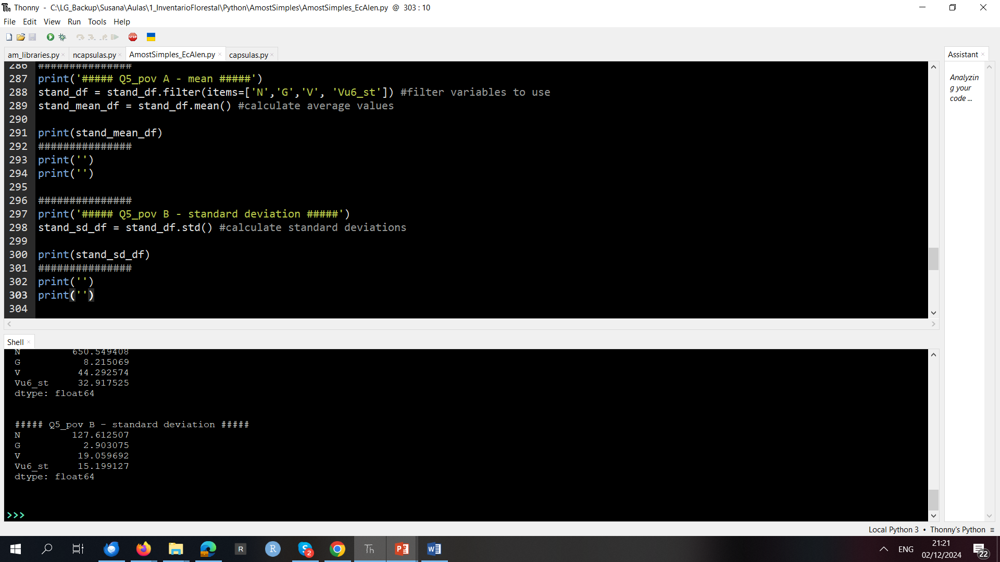 Thonny - C:\LG_Backup\Susana\Aulas\1_InventarioFlorestal\Python\AmostSimples\AmostSimples_EcAlen.py @ 303 : 10
File Edit View Run Tools Help
STOP
am_libraries.py × ncapsulas.py × AmostSimples_EcAlen.py × capsulas.py ×
Assistant ×
286 ###############
287 print('##### Q5_pov A - mean #####')
288 stand_df = stand_df.filter(items=['N','G','V', 'Vu6_st']) #filter variables to use
289 stand_mean_df = stand_df.mean() #calculate average values
290
291 print(stand_mean_df)
292 ###############
293 print('')
294 print('')
295
296 ###############
297 print('##### Q5_pov B - standard deviation #####')
298 stand_sd_df = stand_df.std() #calculate standard deviations
299
300 print(stand_sd_df)
301 ###############
302 print('')
303 print('')
304
Analyzin
g your
code ...
Shell ×
N 650.549408
G 8.215069
V 44.292574
Vu6_st 32.917525
dtype: float64
##### Q5_pov B - standard deviation #####
N 127.612507
G 2.903075
V 19.059692
Vu6_st 15.199127
dtype: float64
>>>
Local Python 3 • Thonny's Python ≡
R R S 2 Th P W
ENG
21:21
02/12/2024
22